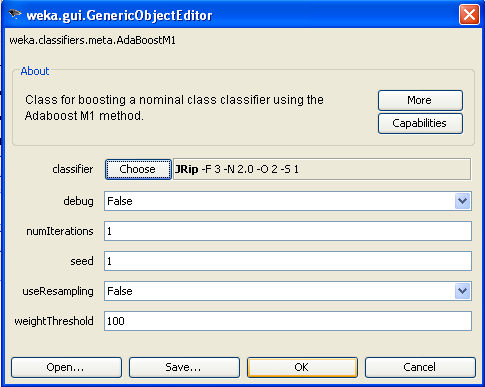 weka.gui.GenericObjectEditor
weka.classifiers.meta.AdaBoostM1
About
Class for boosting a nominal class classifier using the
Adaboost M1 method.
More
Capabilities
classifier Choose JRip -F 3 -N 2.0 -O 2 -S 1
debug False
numIterations 1
seed 1
useResampling False
weightThreshold 100
Open... Save... OK Cancel